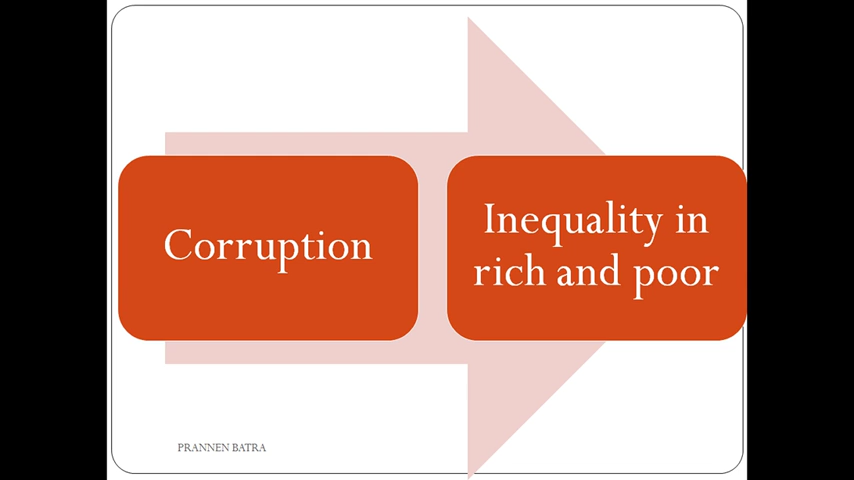 Corruption
Inequality in
rich and poor
PRANNEN BATRA